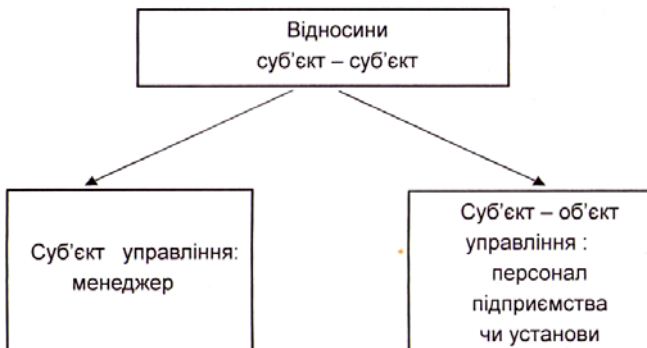 Відносини
суб’єкт – суб’єкт
Суб’єкт управління:
менеджер
Суб’єкт – об’єкт
управління :
персонал
підприємства
чи установи